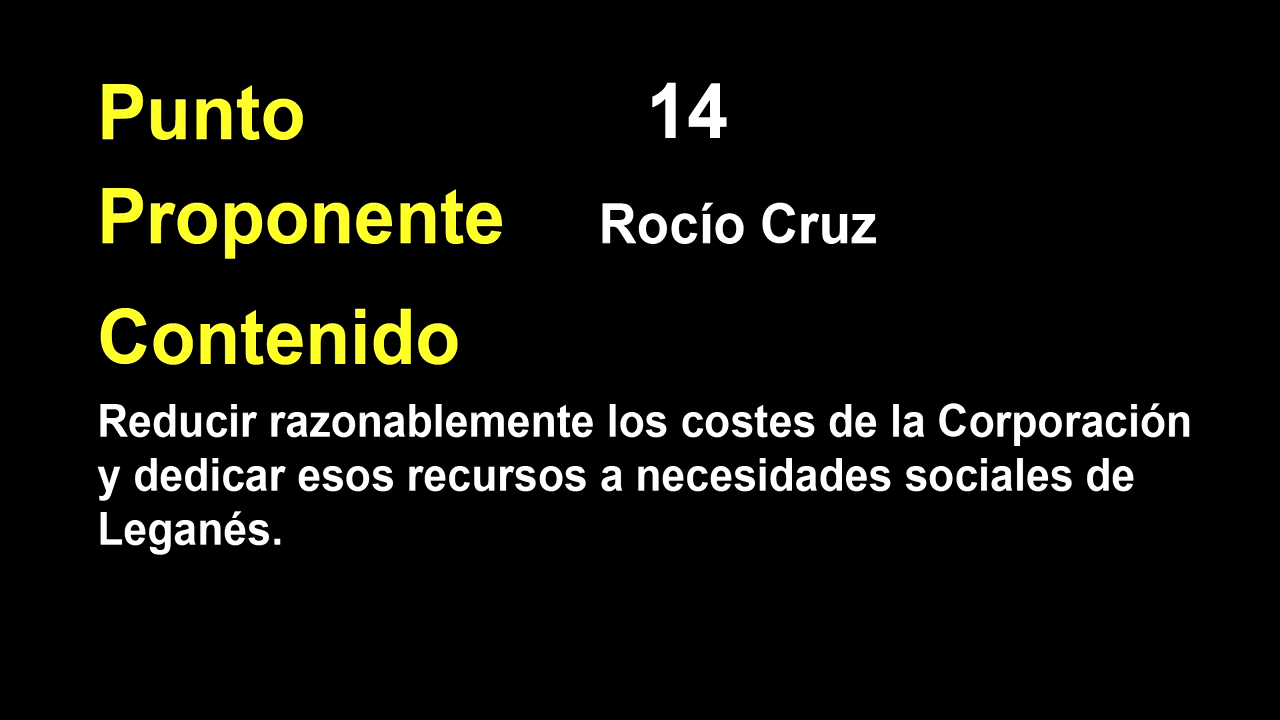 Punto 14
Proponente Rocío Cruz
Contenido
Reducir razonablemente los costes de la Corporación
y dedicar esos recursos a necesidades sociales de
Leganés.